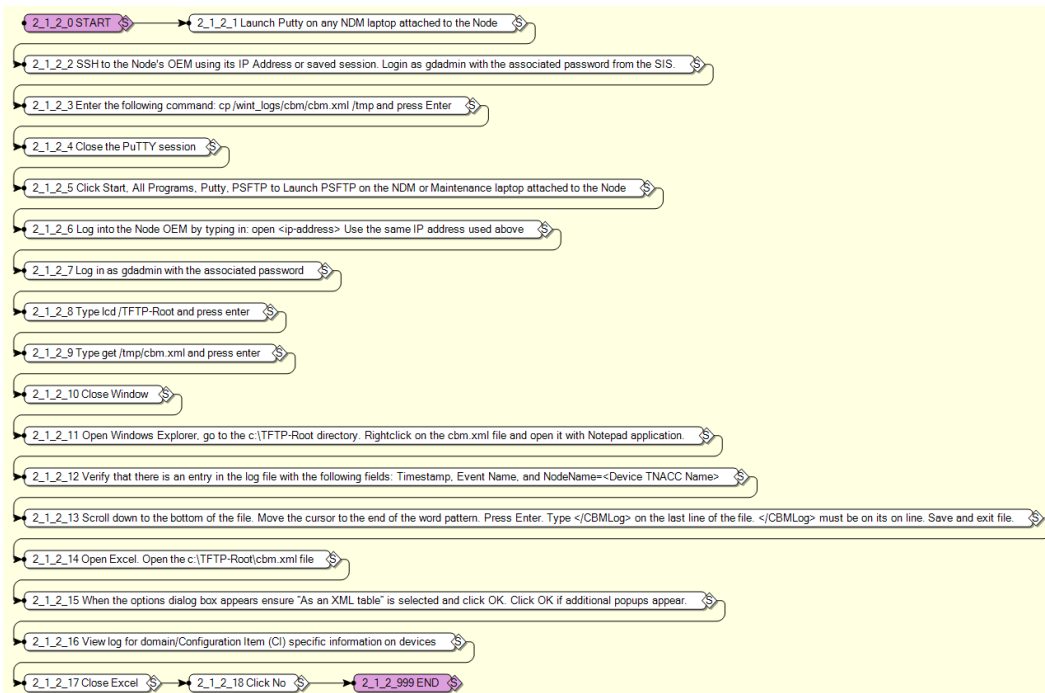 2_1_2_0 START S 2_1_2_1 Launch Putty on any NDM laptop attached to the Node S
2_1_2_2 SSH to the Node's OEM using its IP Address or saved session. Login as gdadmin with the associated password from the SIS. S
2_1_2_3 Enter the following command: cp /wint_logs/cbm/cbm.xml /tmp and press Enter S
2_1_2_4 Close the PuTTY session S
2_1_2_5 Click Start, All Programs, Putty, PSFTP to Launch PSFTP on the NDM or Maintenance laptop attached to the Node S
2_1_2_6 Log into the Node OEM by typing in: open <ip-address> Use the same IP address used above S
2_1_2_7 Log in as gdadmin with the associated password S
2_1_2_8 Type lcd /TFTP-Root and press enter S
2_1_2_9 Type get /tmp/cbm.xml and press enter S
2_1_2_10 Close Window S
2_1_2_11 Open Windows Explorer, go to the c:\TFTP-Root directory. Rightclick on the cbm.xml file and open it with Notepad application. S
2_1_2_12 Verify that there is an entry in the log file with the following fields: Timestamp, Event Name, and NodeName=<Device TNACC Name> S
2_1_2_13 Scroll down to the bottom of the file. Move the cursor to the end of the word pattern. Press Enter. Type </CBMLog> on the last line of the file. </CBMLog> must be on its on line. Save and exit file. S
2_1_2_14 Open Excel. Open the c:\TFTP-Root\cbm.xml file S
2_1_2_15 When the options dialog box appears ensure "As an XML table" is selected and click OK. Click OK if additional popups appear. S
2_1_2_16 View log for domain/Configuration Item (CI) specific information on devices S
2_1_2_17 Close Excel S 2_1_2_18 Click No S 2_1_2_999 END S